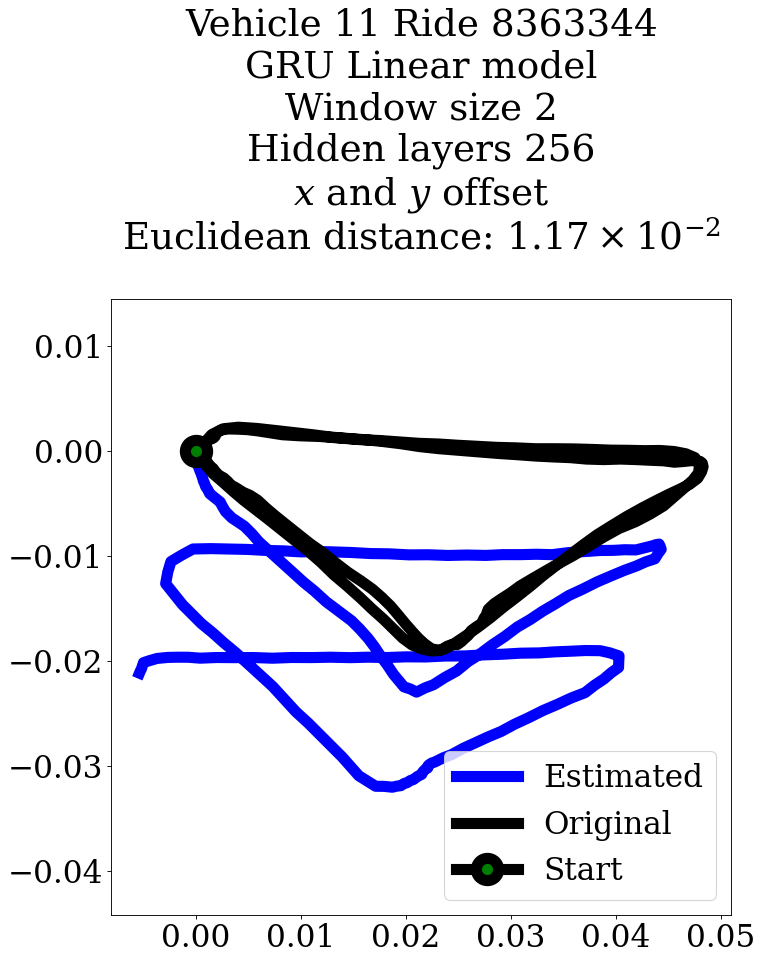 Vehicle 11 Ride 8363344
GRU Linear model
Window size 2
Hidden layers 256
x and y offset
Euclidean distance: 1.17 × 10⁻²
0.01
0.00
−0.01
−0.02
−0.03
−0.04
Estimated
Original
Start
0.00 0.01 0.02 0.03 0.04 0.05